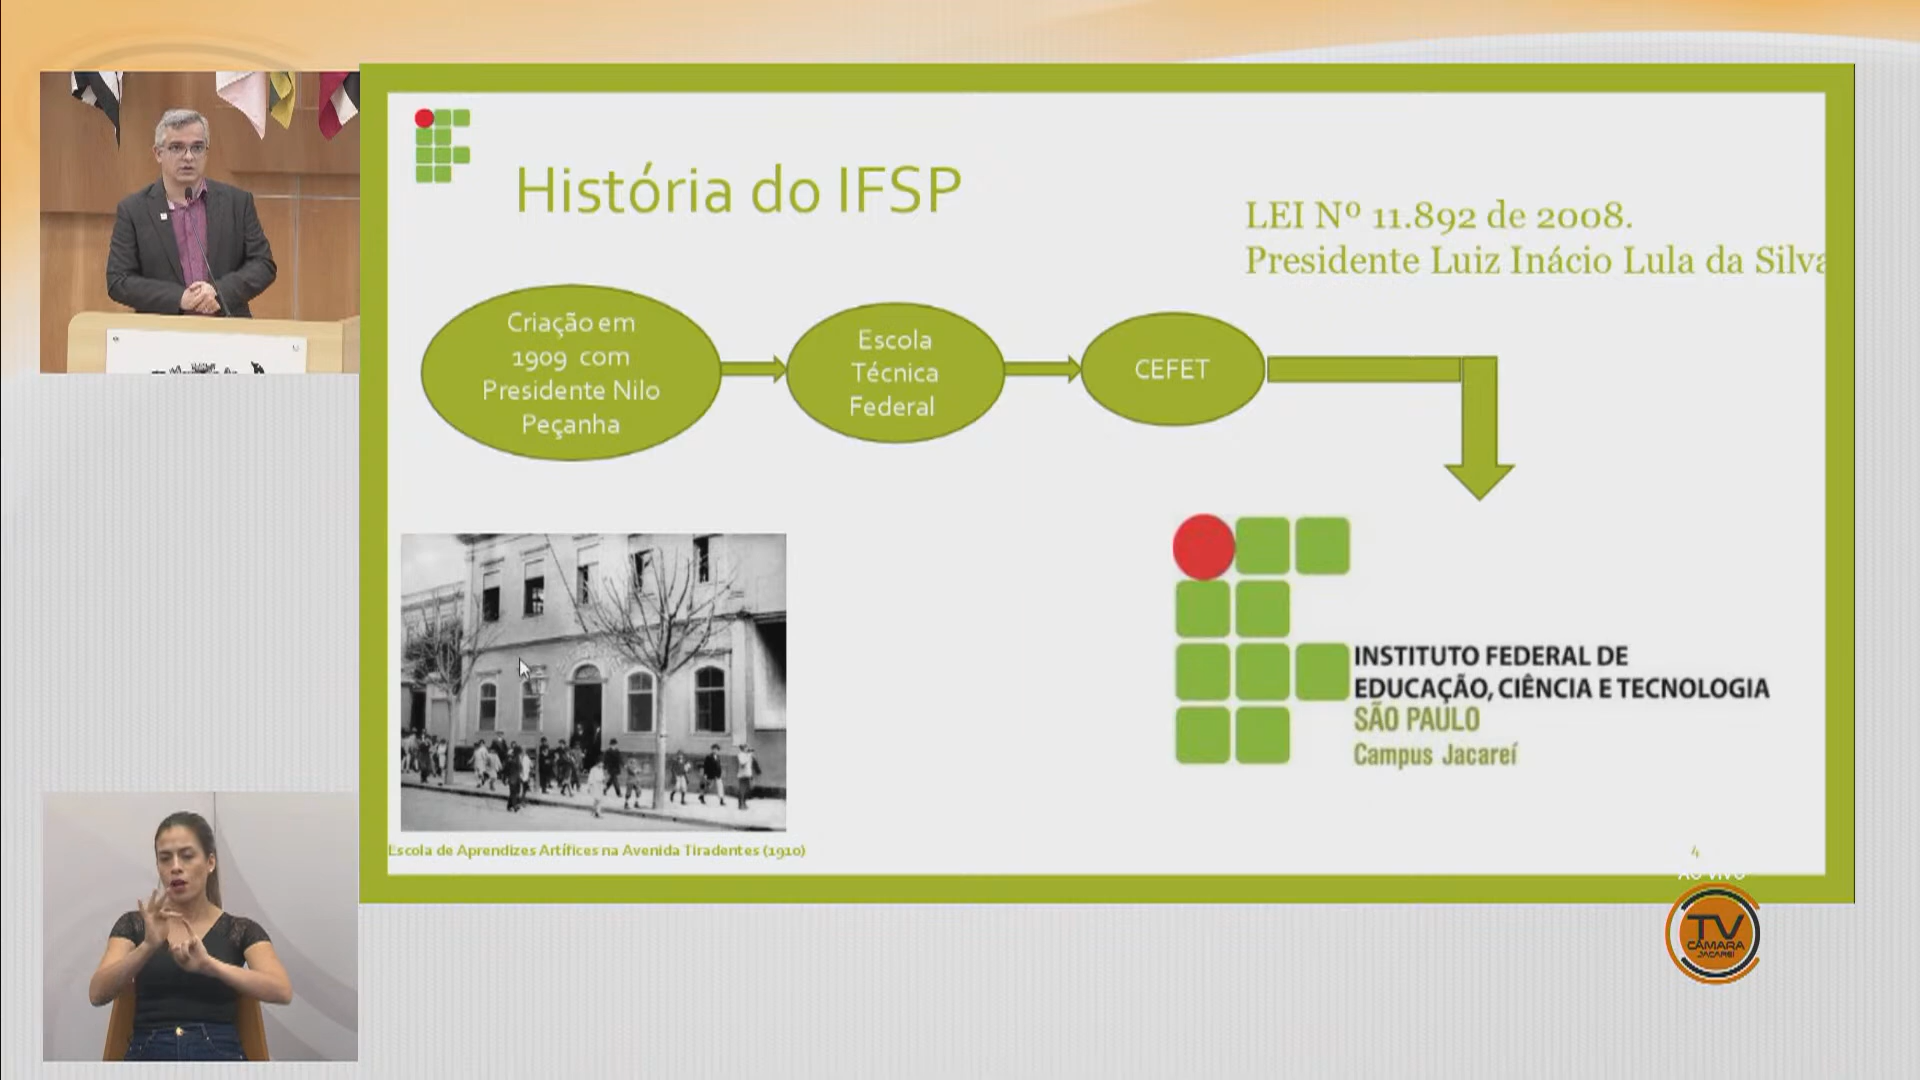 História do IFSP
LEI Nº 11.892 de 2008.
Presidente Luiz Inácio Lula da Silva
Criação em
1909 com
Presidente Nilo
Peçanha
Escola
Técnica
Federal
CEFET
INSTITUTO FEDERAL DE
EDUCAÇÃO, CIÊNCIA E TECNOLOGIA
SÃO PAULO
Campus Jacareí
Escola de Aprendizes Artífices na Avenida Tiradentes (1910)
4
AO VIVO
TV
CÂMARA
JACAREÍ